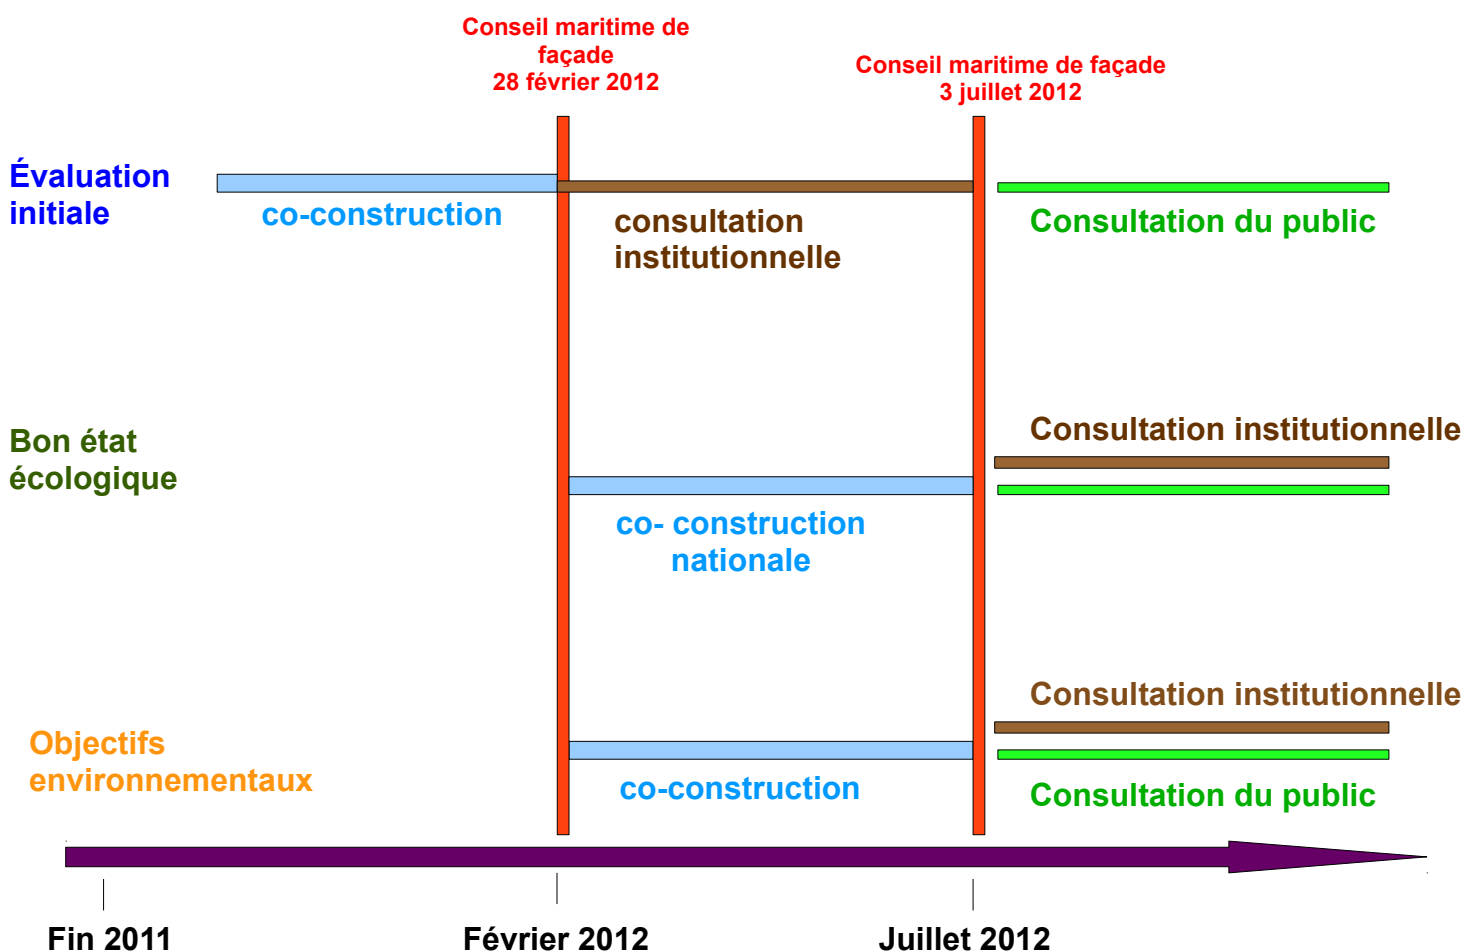 Conseil maritime de
façade
28 février 2012
Conseil maritime de façade
3 juillet 2012
Évaluation
initiale
co-construction
consultation
institutionnelle
Consultation du public
Bon état
écologique
Consultation institutionnelle
co- construction
nationale
Consultation institutionnelle
Objectifs
environnementaux
co-construction
Consultation du public
Fin 2011
Février 2012
Juillet 2012